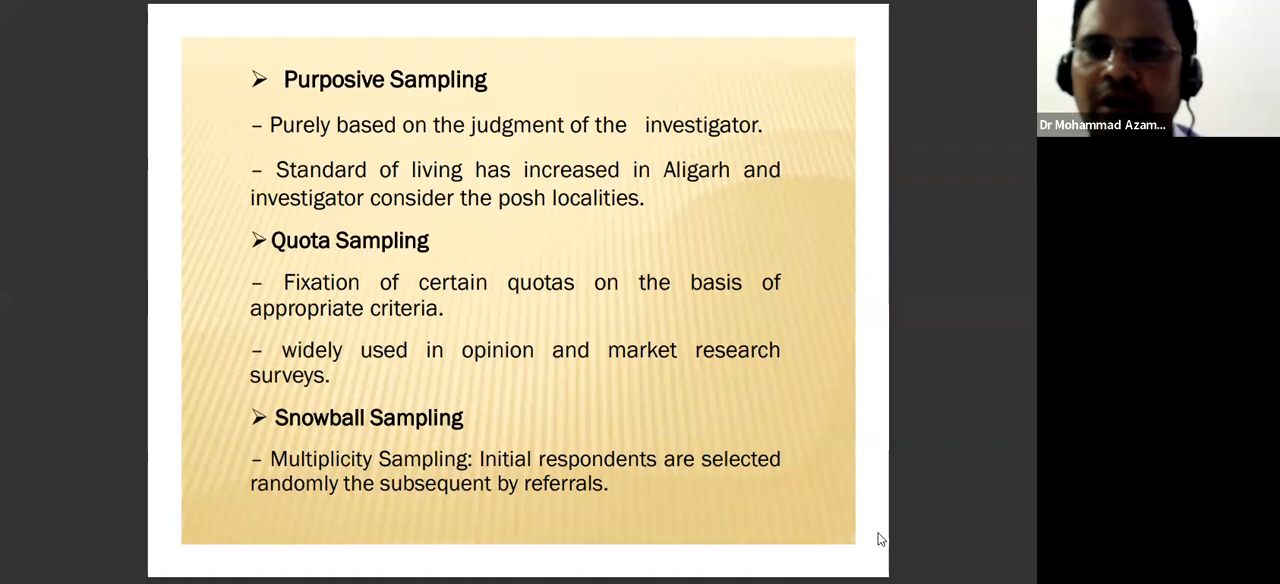 ➢ Purposive Sampling
– Purely based on the judgment of the investigator.
– Standard of living has increased in Aligarh and
investigator consider the posh localities.
➢ Quota Sampling
– Fixation of certain quotas on the basis of
appropriate criteria.
– widely used in opinion and market research
surveys.
➢ Snowball Sampling
– Multiplicity Sampling: Initial respondents are selected
randomly the subsequent by referrals.
Dr Mohammad Azam...